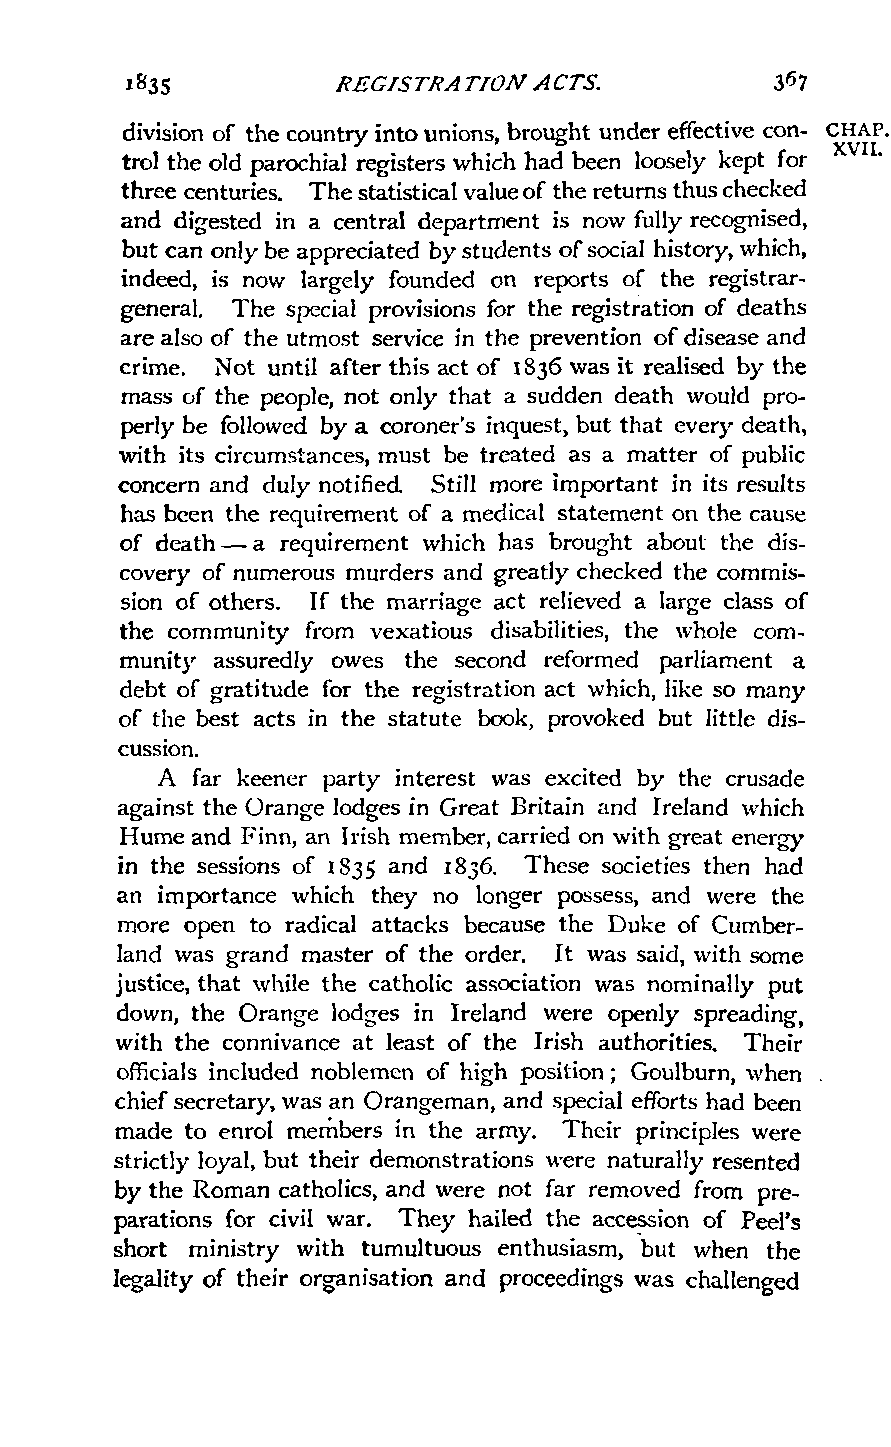 1835 REGISTRATION ACTS. 367
CHAP. XVII.
division of the country into unions, brought under effective con-
trol the old parochial registers which had been loosely kept for
three centuries. The statistical value of the returns thus checked
and digested in a central department is now fully recognised,
but can only be appreciated by students of social history, which,
indeed, is now largely founded on reports of the registrar-
general. The special provisions for the registration of deaths
are also of the utmost service in the prevention of disease and
crime. Not until after this act of 1836 was it realised by the
mass of the people, not only that a sudden death would pro-
perly be followed by a coroner's inquest, but that every death,
with its circumstances, must be treated as a matter of public
concern and duly notified. Still more important in its results
has been the requirement of a medical statement on the cause
of death — a requirement which has brought about the dis-
covery of numerous murders and greatly checked the commis-
sion of others. If the marriage act relieved a large class of
the community from vexatious disabilities, the whole com-
munity assuredly owes the second reformed parliament a
debt of gratitude for the registration act which, like so many
of the best acts in the statute book, provoked but little dis-
cussion.
A far keener party interest was excited by the crusade
against the Orange lodges in Great Britain and Ireland which
Hume and Finn, an Irish member, carried on with great energy
in the sessions of 1835 and 1836. These societies then had
an importance which they no longer possess, and were the
more open to radical attacks because the Duke of Cumber-
land was grand master of the order. It was said, with some
justice, that while the catholic association was nominally put
down, the Orange lodges in Ireland were openly spreading,
with the connivance at least of the Irish authorities. Their
officials included noblemen of high position ; Goulburn, when
chief secretary, was an Orangeman, and special efforts had been
made to enrol members in the army. Their principles were
strictly loyal, but their demonstrations were naturally resented
by the Roman catholics, and were not far removed from pre-
parations for civil war. They hailed the accession of Peel's
short ministry with tumultuous enthusiasm, but when the
legality of their organisation and proceedings was challenged